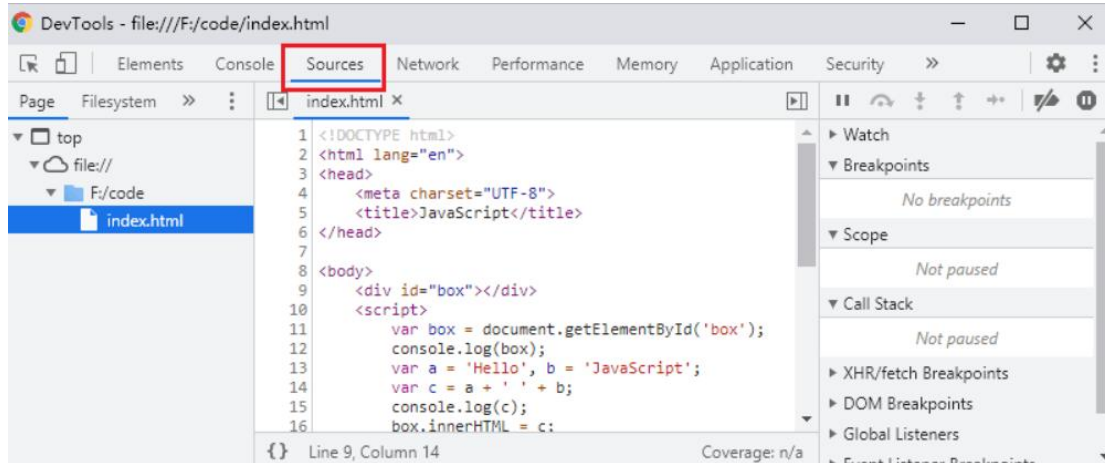 DevTools - file:///F:/code/index.html
Elements Console Sources Network Performance Memory Application Security »
Page Filesystem »
index.html ×
top
file://
F:/code
index.html
1 <!DOCTYPE html>
2 <html lang="en">
3 <head>
4     <meta charset="UTF-8">
5     <title>JavaScript</title>
6 </head>
7
8 <body>
9     <div id="box"></div>
10     <script>
11         var box = document.getElementById('box');
12         console.log(box);
13         var a = 'Hello', b = 'JavaScript';
14         var c = a + ' ' + b;
15         console.log(c);
16         box.innerHTML = c;
{} Line 9, Column 14 Coverage: n/a
Watch
Breakpoints
No breakpoints
Scope
Not paused
Call Stack
Not paused
XHR/fetch Breakpoints
DOM Breakpoints
Global Listeners
Event Listener Breakpoints